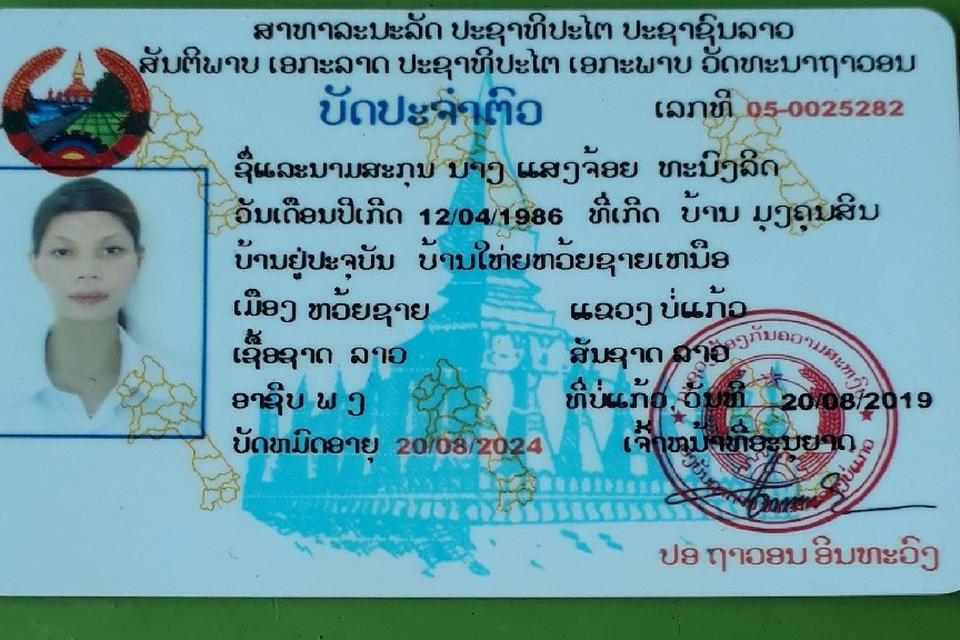 ສາທາລະນະລັດ ປະຊາທິປະໄຕ ປະຊາຊົນລາວ
ສັນຕິພາບ ເອກະລາດ ປະຊາທິປະໄຕ ເອກະພາບ ວັດທະນາຖາວອນ
ບັດປະຈຳຕົວ ເລກທີ 05-0025282
ຊື່ແລະນາມສະກຸນ ນາງ ແສງຈ້ອຍ ທະນົງລິດ
ວັນເດືອນປີເກີດ 12/04/1986 ທີ່ເກີດ ບ້ານ ມຸງຄຸນສິນ
ບ້ານຢູ່ປະຈຸບັນ ບ້ານໃຫ່ຍຫວ້ຍຊາຍເຫນືອ
ເມືອງ ຫວ້ຍຊາຍ ແຂວງ ບໍ່ແກ້ວ
ເຊື້ອຊາດ ລາວ ສັນຊາດ ລາວ
ອາຊີບ ພ ງ ທີ່ບໍ່ແກ້ວ, ວັນທີ 20/08/2019
ບັດຫມົດອາຍຸ 20/08/2024 ເຈົ້າຫນ້າທີ່ອະນຸຍາດ
ປອ ຖາວອນ ອິນທະວົງ